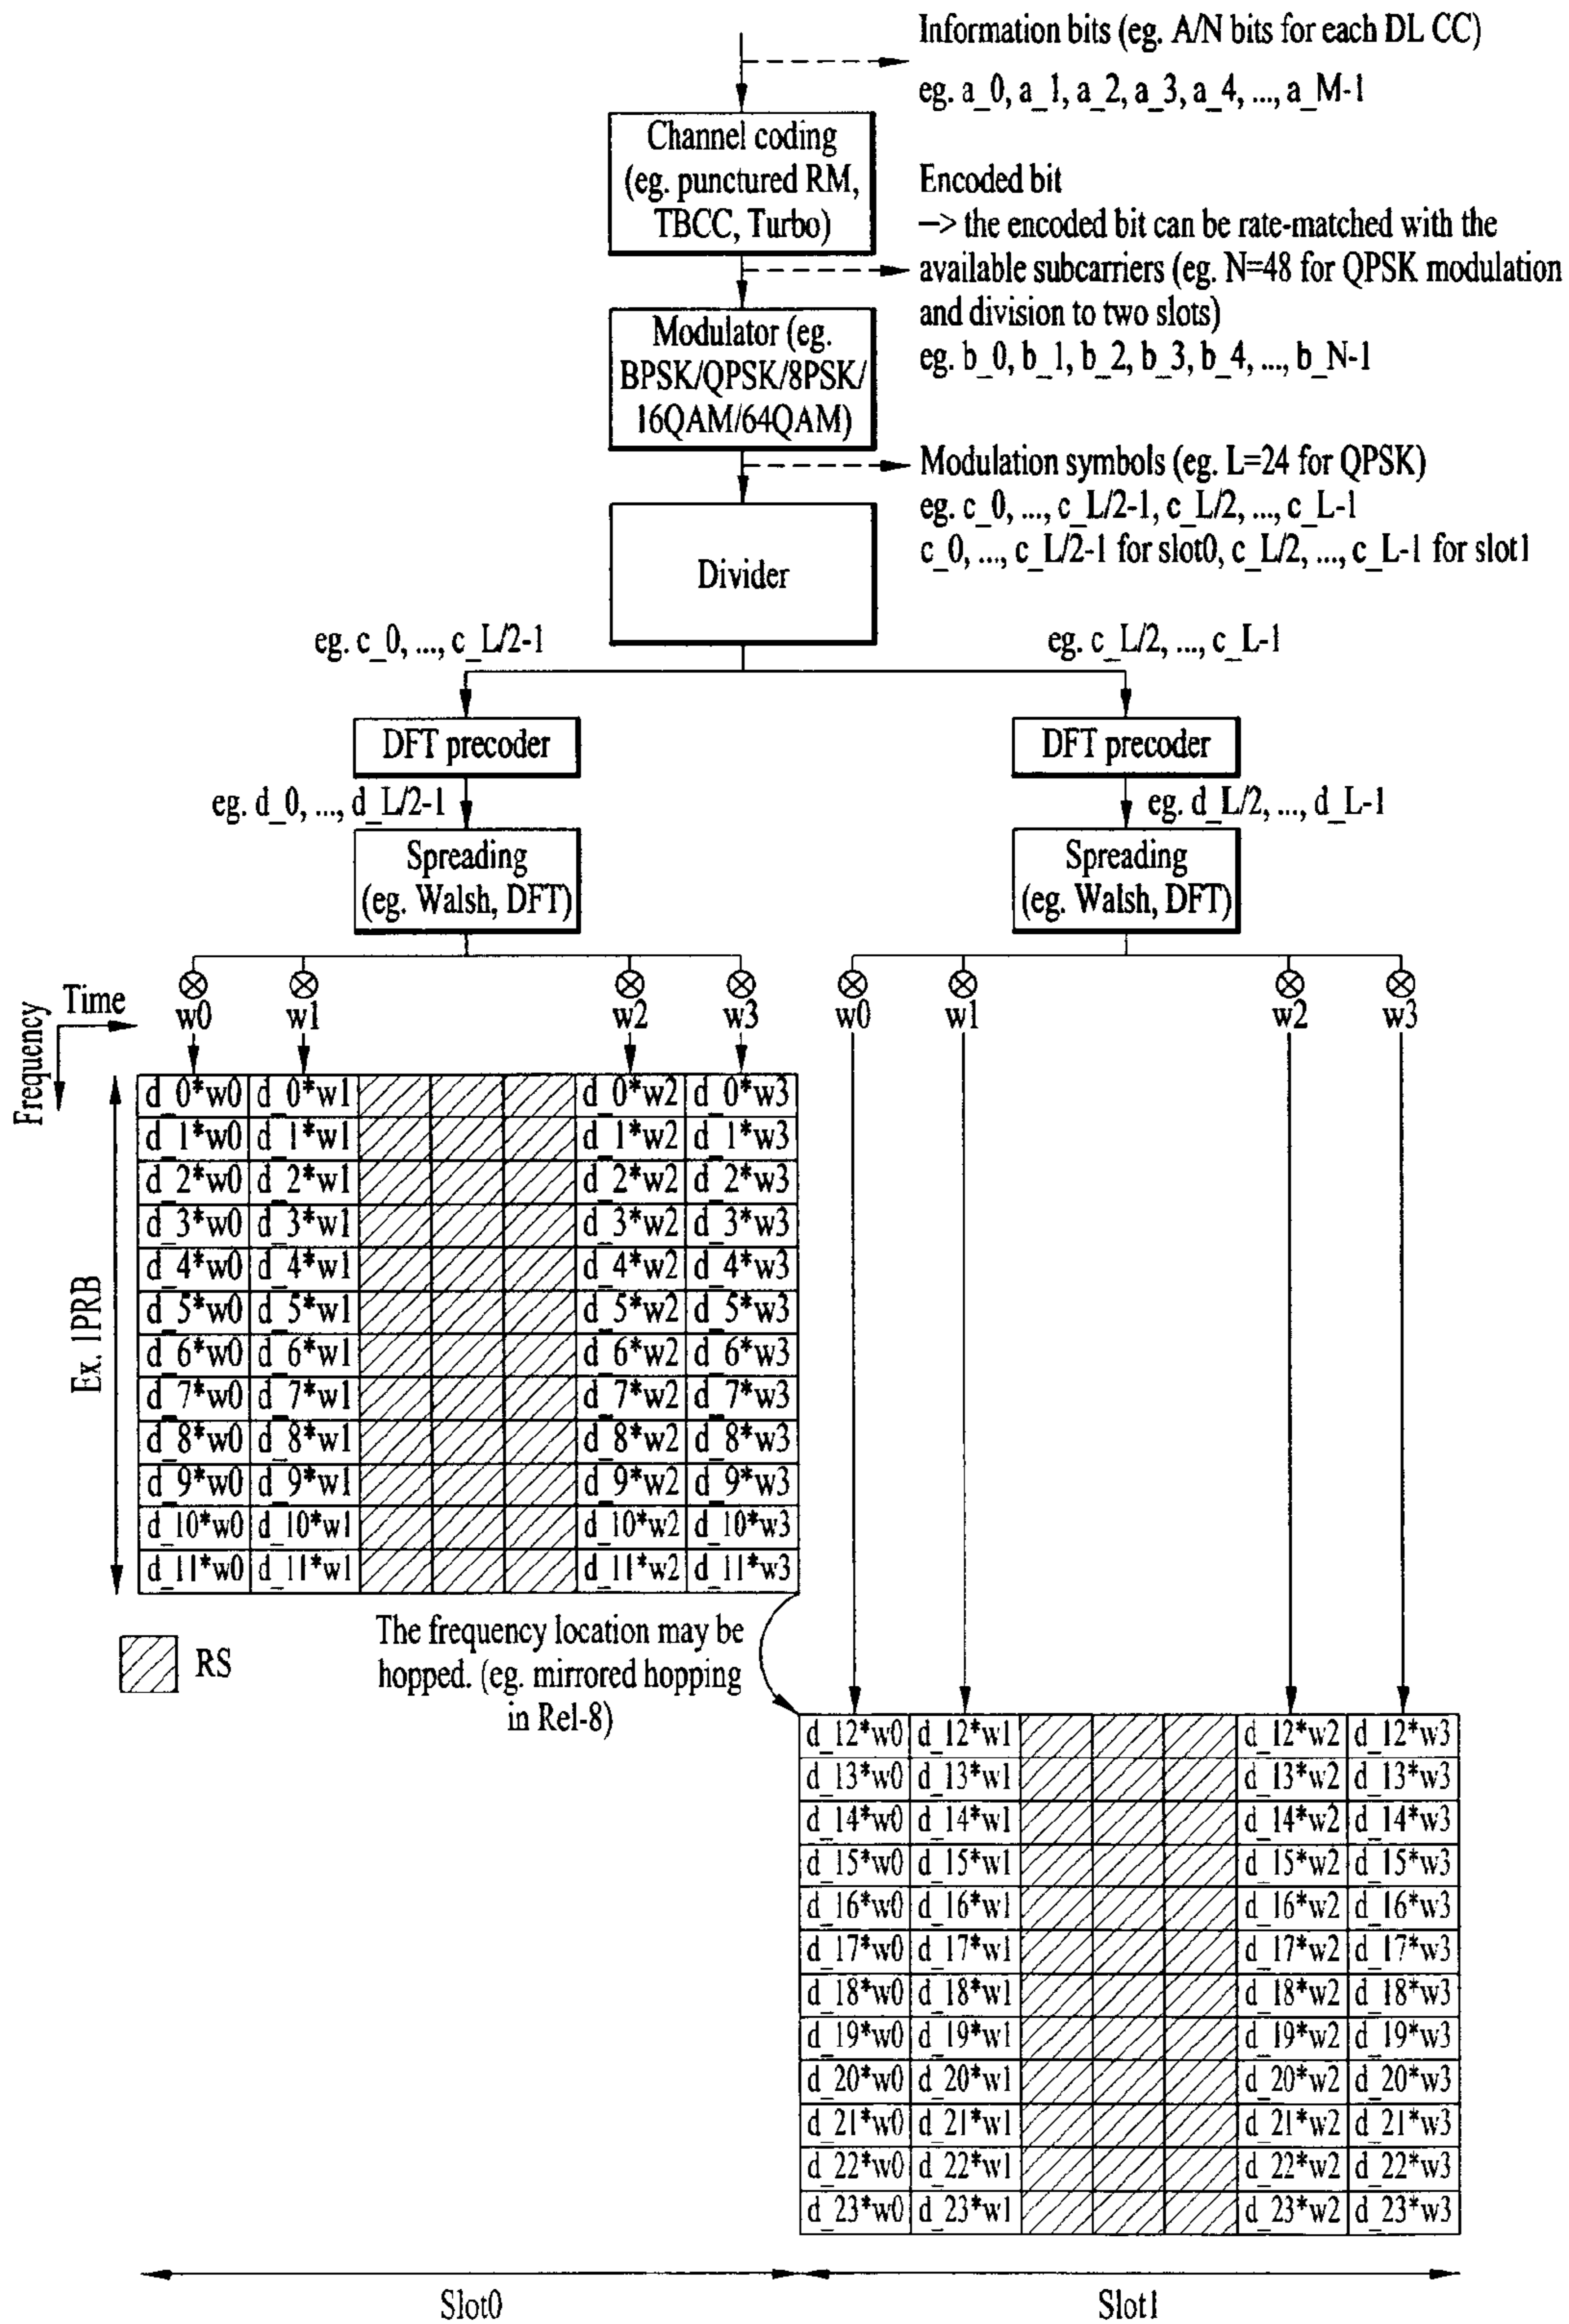 Information bits (eg. A/N bits for each DL CC)
eg. a_0, a_1, a_2, a_3, a_4, ..., a_M-1
Channel coding
(eg. punctured RM,
TBCC, Turbo)
Encoded bit
—> the encoded bit can be rate-matched with the
available subcarriers (eg. N=48 for QPSK modulation
and division to two slots)
eg. b_0, b_1, b_2, b_3, b_4, ..., b_N-1
Modulator (eg.
BPSK/QPSK/8PSK/
16QAM/64QAM)
Modulation symbols (eg. L=24 for QPSK)
eg. c_0, ..., c_L/2-1, c_L/2, ..., c_L-1
c_0, ..., c_L/2-1 for slot0, c_L/2, ..., c_L-1 for slot1
Divider
eg. c_0, ..., c_L/2-1
eg. c_L/2, ..., c_L-1
DFT precoder
DFT precoder
eg. d_0, ..., d_L/2-1
eg. d_L/2, ..., d_L-1
Spreading
(eg. Walsh, DFT)
Spreading
(eg. Walsh, DFT)
Time
Frequency
w0 w1 w2 w3 w0 w1 w2 w3
Ex. 1PRB
d_0*w0 d_0*w1 d_0*w2 d_0*w3
d_1*w0 d_1*w1 d_1*w2 d_1*w3
d_2*w0 d_2*w1 d_2*w2 d_2*w3
d_3*w0 d_3*w1 d_3*w2 d_3*w3
d_4*w0 d_4*w1 d_4*w2 d_4*w3
d_5*w0 d_5*w1 d_5*w2 d_5*w3
d_6*w0 d_6*w1 d_6*w2 d_6*w3
d_7*w0 d_7*w1 d_7*w2 d_7*w3
d_8*w0 d_8*w1 d_8*w2 d_8*w3
d_9*w0 d_9*w1 d_9*w2 d_9*w3
d_10*w0 d_10*w1 d_10*w2 d_10*w3
d_11*w0 d_11*w1 d_11*w2 d_11*w3
RS
The frequency location may be
hopped. (eg. mirrored hopping
in Rel-8)
d_12*w0 d_12*w1 d_12*w2 d_12*w3
d_13*w0 d_13*w1 d_13*w2 d_13*w3
d_14*w0 d_14*w1 d_14*w2 d_14*w3
d_15*w0 d_15*w1 d_15*w2 d_15*w3
d_16*w0 d_16*w1 d_16*w2 d_16*w3
d_17*w0 d_17*w1 d_17*w2 d_17*w3
d_18*w0 d_18*w1 d_18*w2 d_18*w3
d_19*w0 d_19*w1 d_19*w2 d_19*w3
d_20*w0 d_20*w1 d_20*w2 d_20*w3
d_21*w0 d_21*w1 d_21*w2 d_21*w3
d_22*w0 d_22*w1 d_22*w2 d_22*w3
d_23*w0 d_23*w1 d_23*w2 d_23*w3
Slot0
Slot1